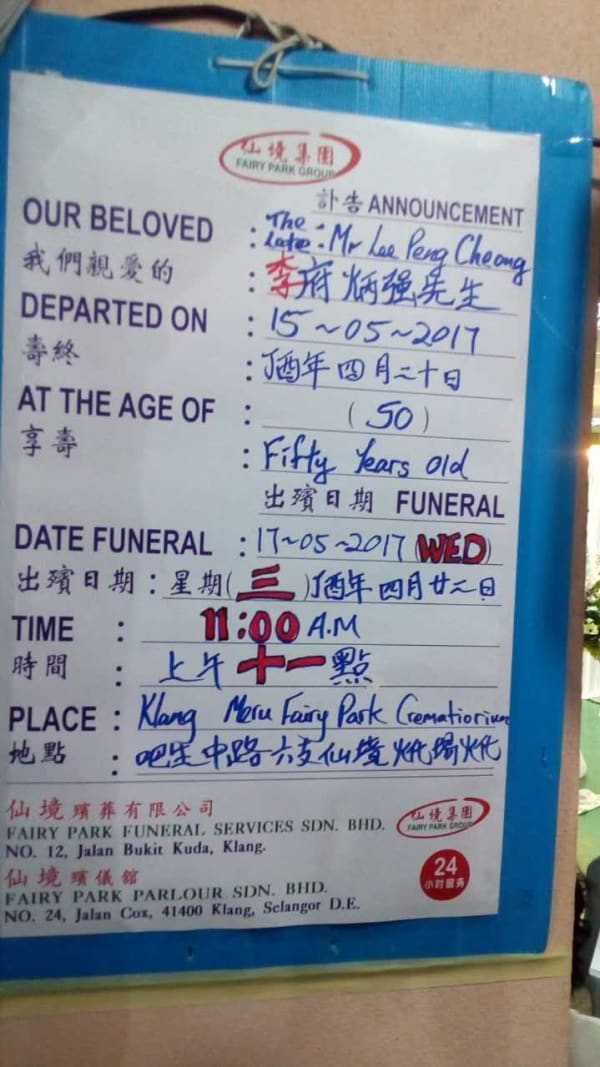 仙境集團
FAIRY PARK GROUP
訃告 ANNOUNCEMENT
OUR BELOVED : The Late : Mr Lee Peng Cheong
我們親愛的 : 李府炳强先生
DEPARTED ON : 15~05~2017
壽終 : 丁酉年四月二十日
AT THE AGE OF : (50)
享壽 : Fifty Years Old
出殯日期 FUNERAL
DATE FUNERAL : 17~05~2017 (WED)
出殯日期 : 星期(三)丁酉年四月廿二日
TIME : 11:00 A.M
時間 : 上午十一點
PLACE : Klang Meru Fairy Park Crematiorium
地點 : 吧生中路六支仙境火化場火化
仙境殯葬有限公司
FAIRY PARK FUNERAL SERVICES SDN. BHD.
NO. 12, Jalan Bukit Kuda, Klang.
仙境集團
FAIRY PARK GROUP
仙境殯儀館
FAIRY PARK PARLOUR SDN. BHD.
NO. 24, Jalan Cox, 41400 Klang, Selangor D.E.
24
小时服务